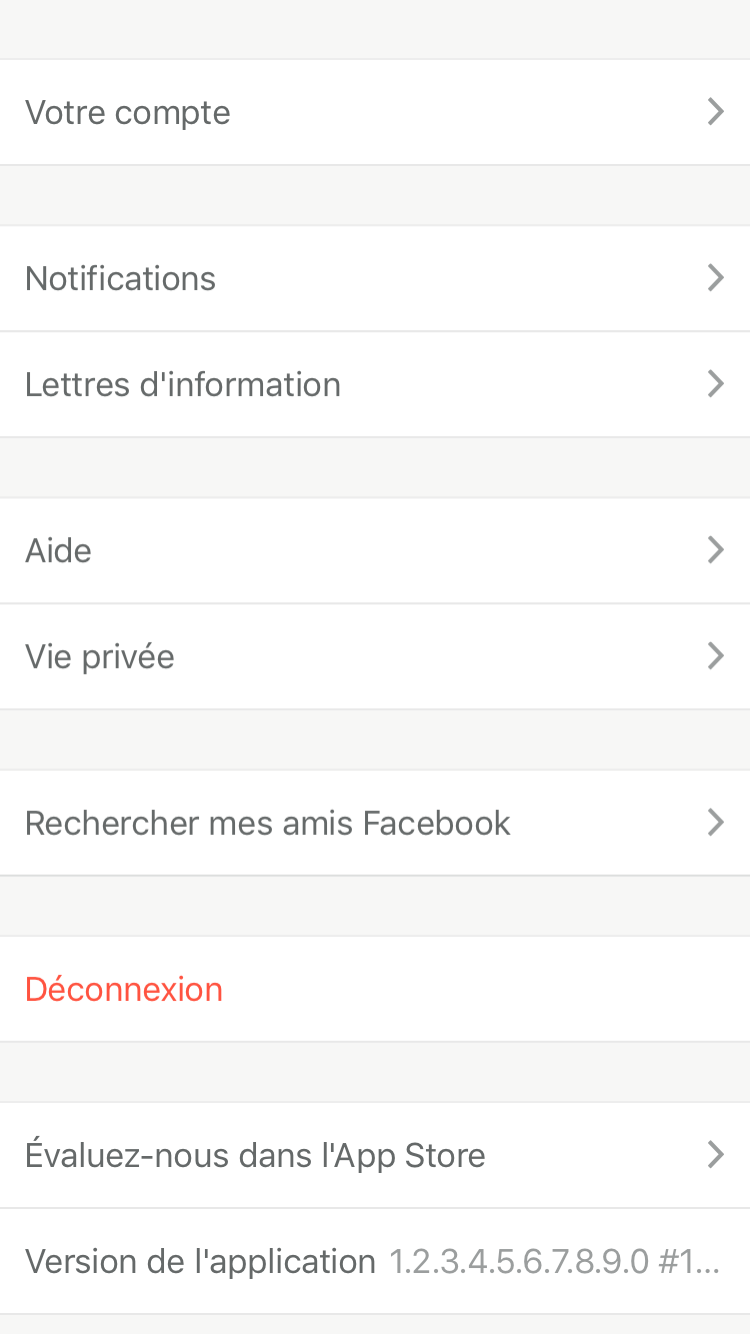 Votre compte
Notifications
Lettres d'information
Aide
Vie privée
Rechercher mes amis Facebook
Déconnexion
Évaluez-nous dans l'App Store
Version de l'application 1.2.3.4.5.6.7.8.9.0 #1...